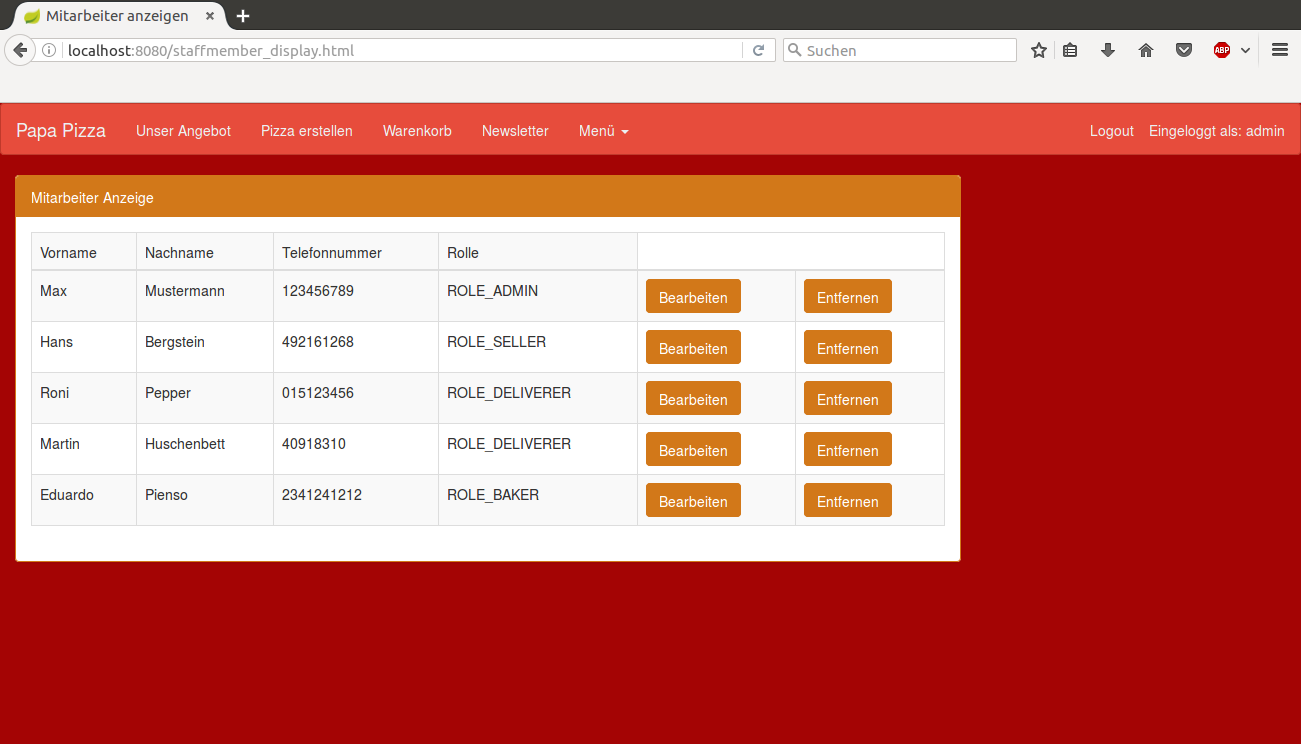 Mitarbeiter anzeigen
localhost:8080/staffmember_display.html
Suchen
ABP
Papa Pizza Unser Angebot Pizza erstellen Warenkorb Newsletter Menü Logout Eingeloggt als: admin
Mitarbeiter Anzeige
Vorname Nachname Telefonnummer Rolle
Max Mustermann 123456789 ROLE_ADMIN Bearbeiten Entfernen
Hans Bergstein 492161268 ROLE_SELLER Bearbeiten Entfernen
Roni Pepper 015123456 ROLE_DELIVERER Bearbeiten Entfernen
Martin Huschenbett 40918310 ROLE_DELIVERER Bearbeiten Entfernen
Eduardo Pienso 2341241212 ROLE_BAKER Bearbeiten Entfernen